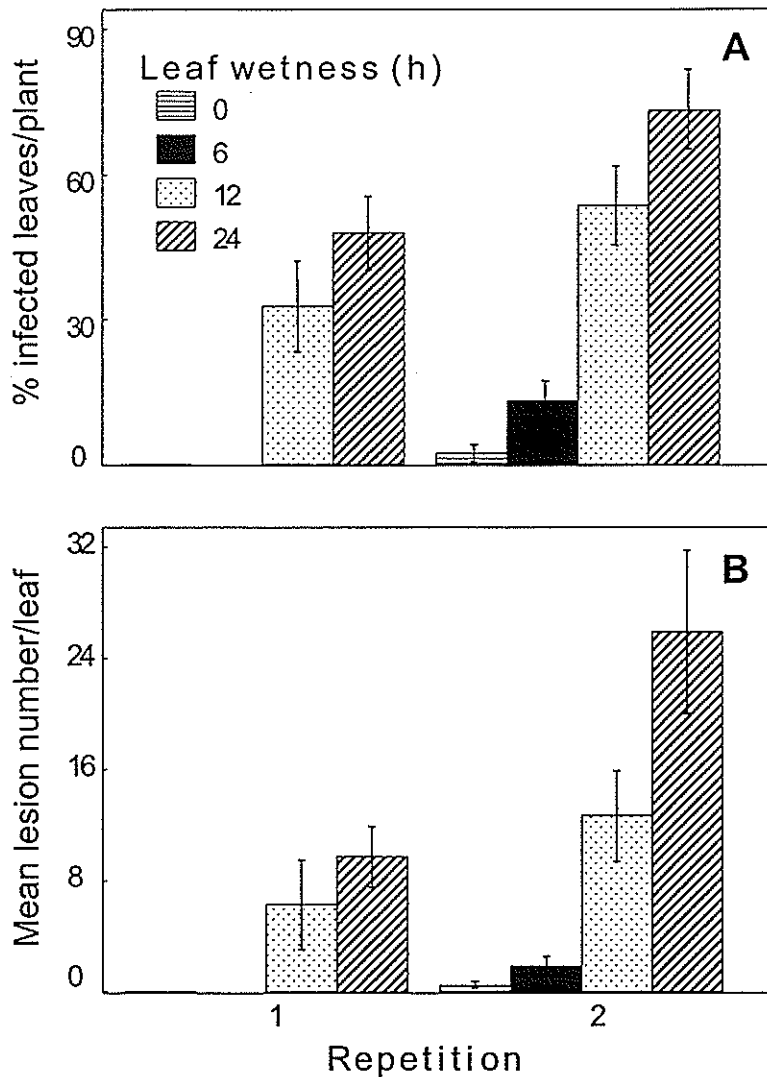 A
Leaf wetness (h)
0
6
12
24
90
60
30
0
% infected leaves/plant
B
32
24
16
8
0
Mean lesion number/leaf
1 2
Repetition